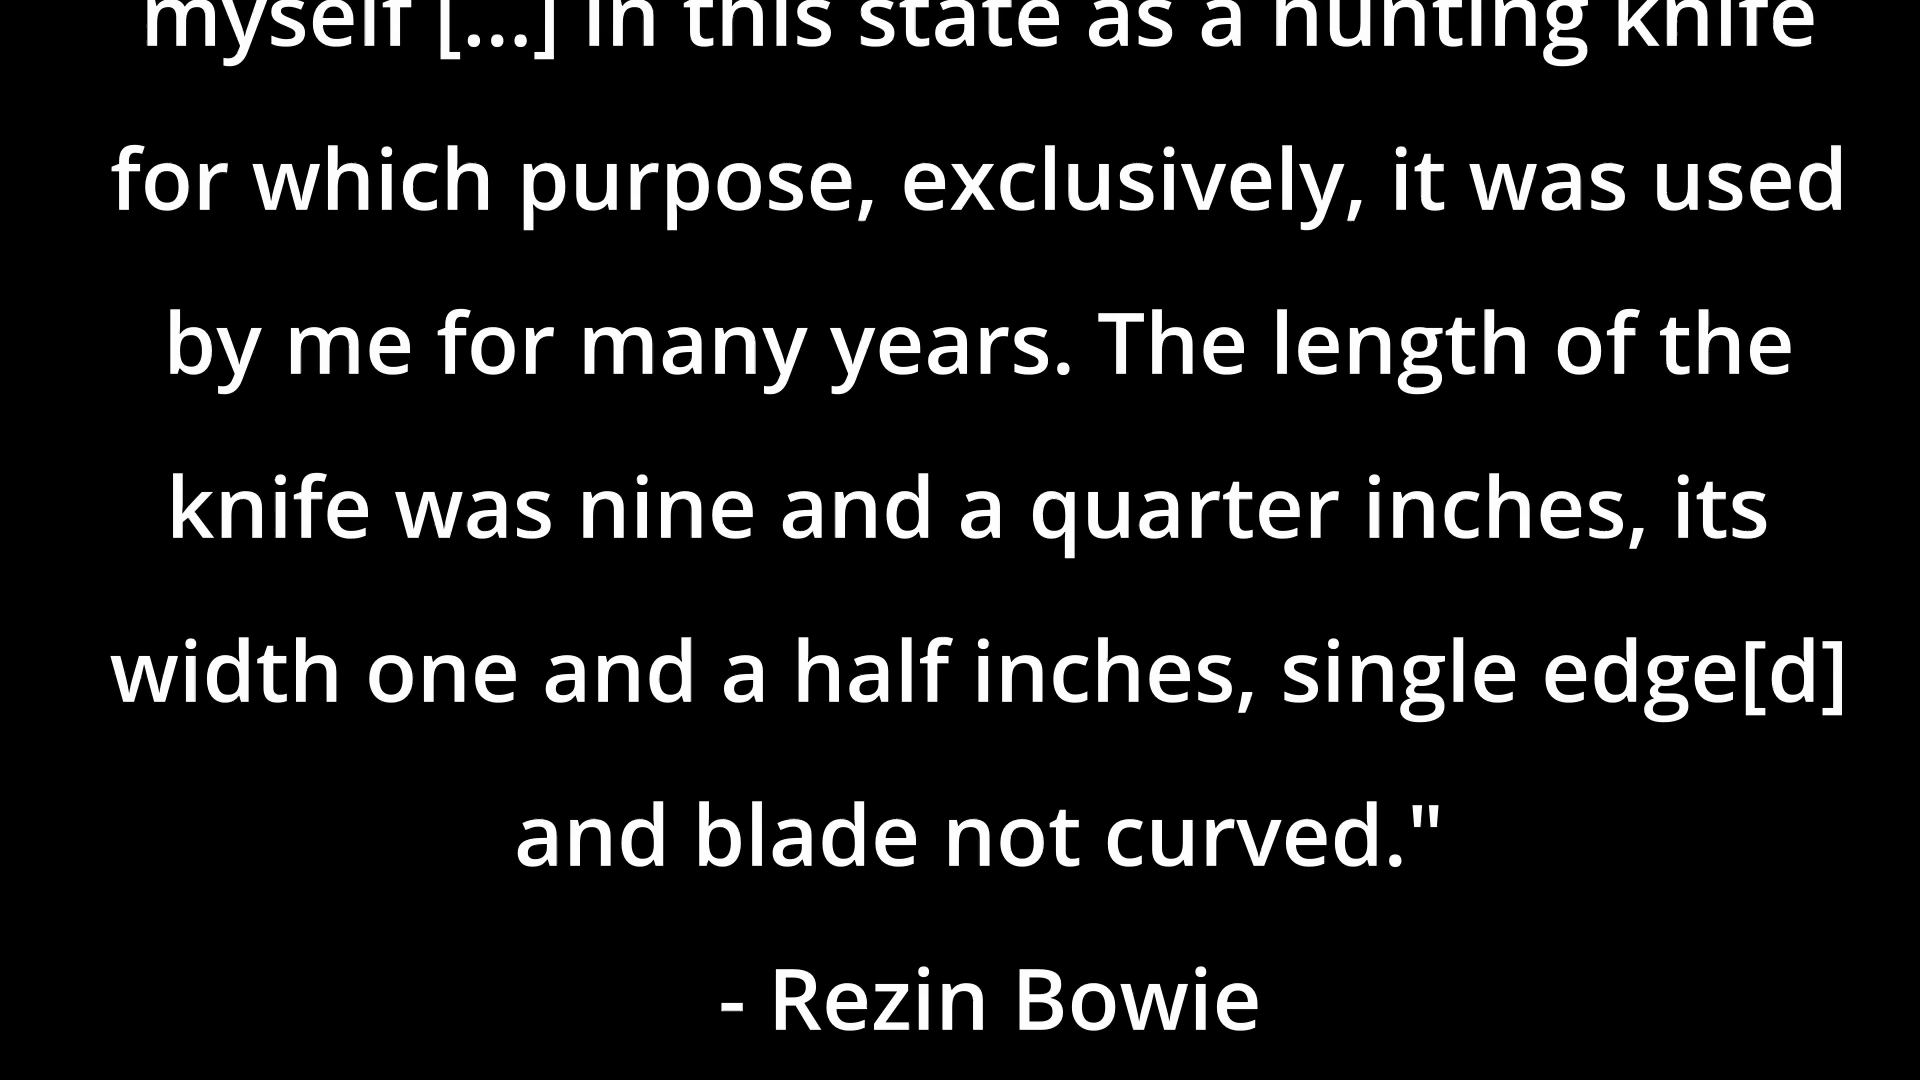 myself [...] in this state as a hunting knife
for which purpose, exclusively, it was used
by me for many years. The length of the
knife was nine and a quarter inches, its
width one and a half inches, single edge[d]
and blade not curved."
- Rezin Bowie